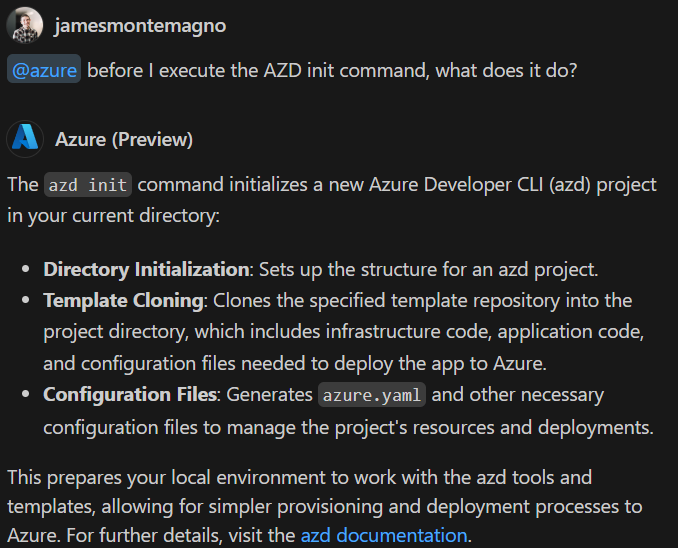 jamesmontemagno
@azure before I execute the AZD init command, what does it do?
Azure (Preview)
The azd init command initializes a new Azure Developer CLI (azd) project
in your current directory:
• Directory Initialization: Sets up the structure for an azd project.
• Template Cloning: Clones the specified template repository into the
project directory, which includes infrastructure code, application code,
and configuration files needed to deploy the app to Azure.
• Configuration Files: Generates azure.yaml and other necessary
configuration files to manage the project's resources and deployments.
This prepares your local environment to work with the azd tools and
templates, allowing for simpler provisioning and deployment processes to
Azure. For further details, visit the azd documentation.